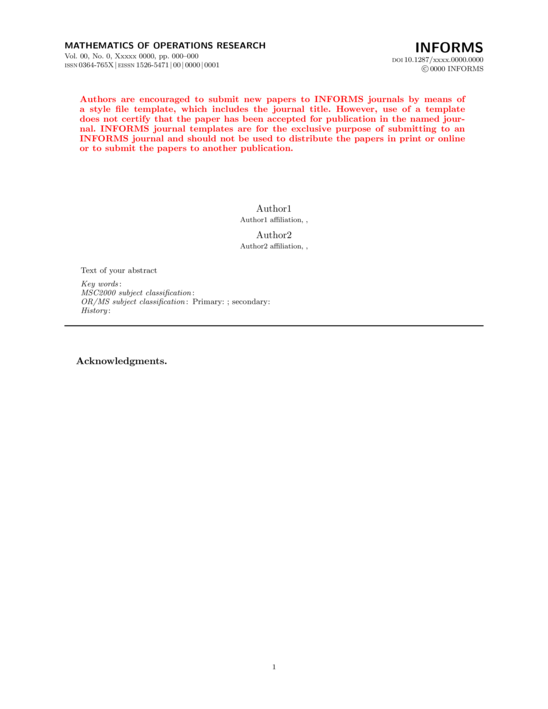 MATHEMATICS OF OPERATIONS RESEARCH
Vol. 00, No. 0, Xxxxx 0000, pp. 000–000
ISSN 0364-765X | EISSN 1526-5471 | 00 | 0000 | 0001
INFORMS
DOI 10.1287/xxxx.0000.0000
© 0000 INFORMS
Authors are encouraged to submit new papers to INFORMS journals by means of
a style file template, which includes the journal title. However, use of a template
does not certify that the paper has been accepted for publication in the named jour-
nal. INFORMS journal templates are for the exclusive purpose of submitting to an
INFORMS journal and should not be used to distribute the papers in print or online
or to submit the papers to another publication.
Author1
Author1 affiliation, ,
Author2
Author2 affiliation, ,
Text of your abstract
Key words:
MSC2000 subject classification:
OR/MS subject classification: Primary: ; secondary:
History:
Acknowledgments.
1